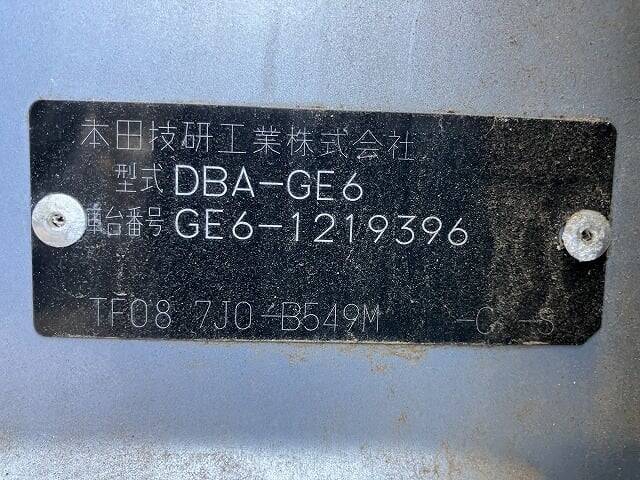 本田技研工業株式会社
型式 DBA-GE6
車台番号 GE6-1219396
TF08 7J0-B549M -C -S